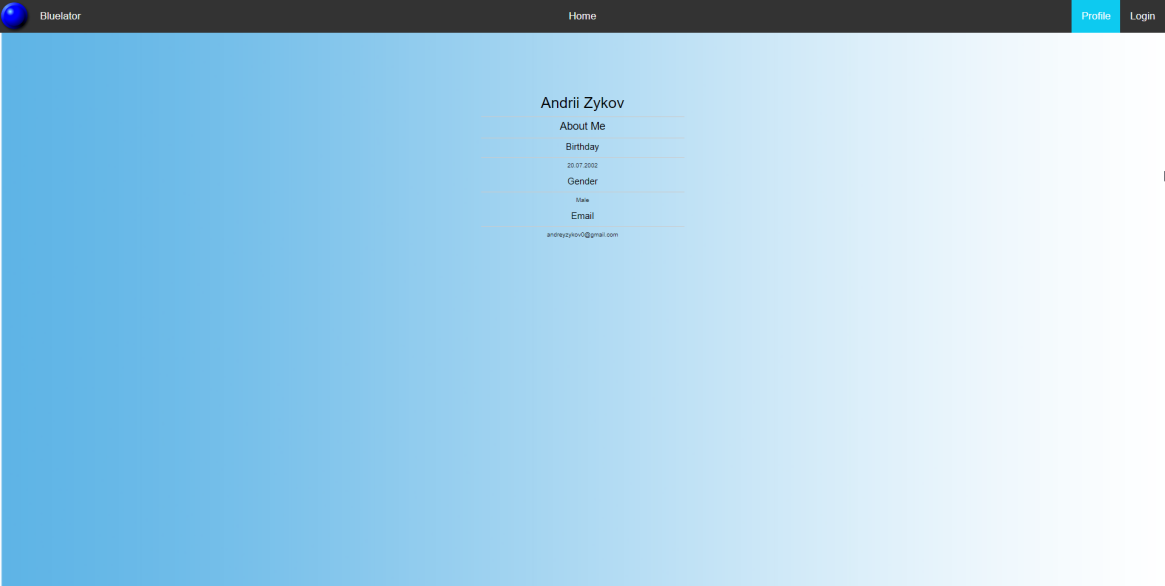 Bluelator Home Profile Login
Andrii Zykov
About Me
Birthday
20.07.2002
Gender
Male
Email
andreyzykov0@gmail.com